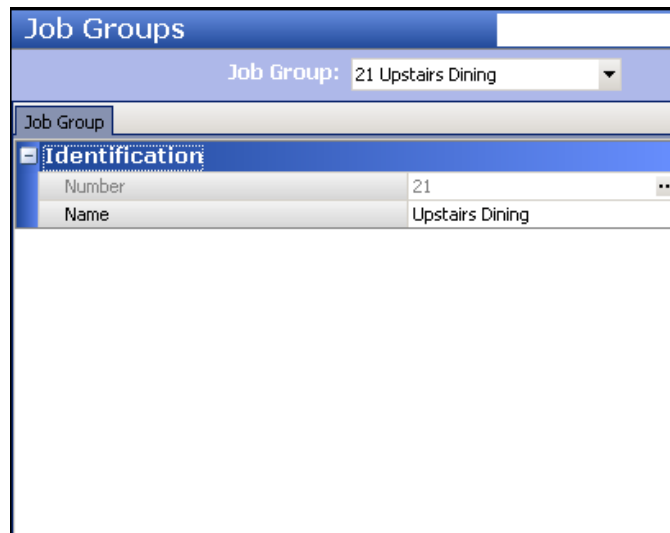 Job Groups
Job Group: 21 Upstairs Dining
Job Group
Identification
Number 21
Name Upstairs Dining